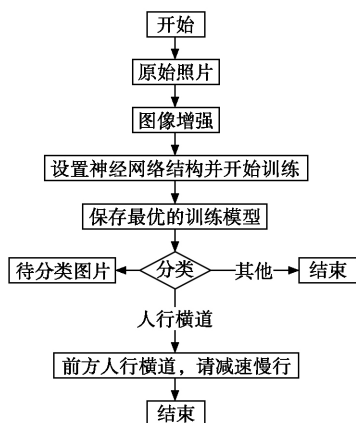 开始
原始照片
图像增强
设置神经网络结构并开始训练
保存最优的训练模型
待分类图片
分类
其他
结束
人行横道
前方人行横道，请减速慢行
结束